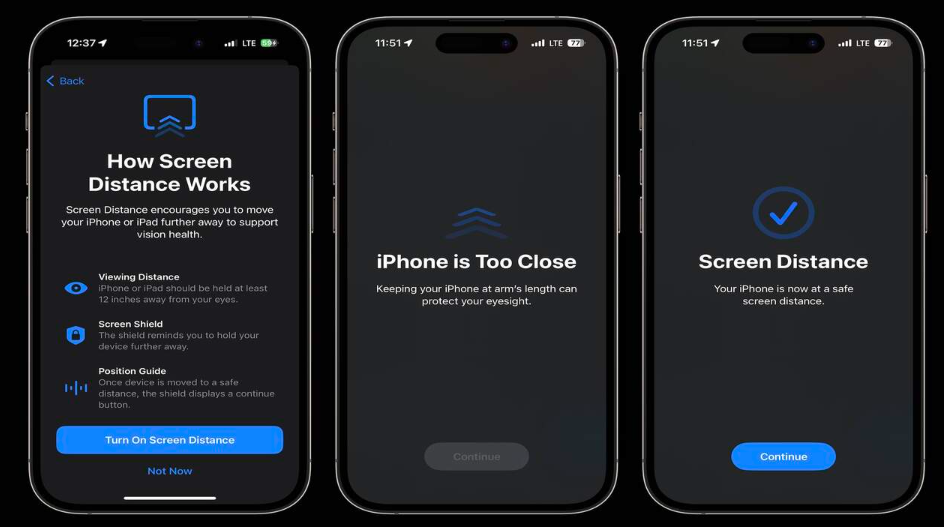 12:37
LTE
Back
How Screen
Distance Works
Screen Distance encourages you to move
your iPhone or iPad further away to support
vision health.
Viewing Distance
iPhone or iPad should be held at least
12 inches away from your eyes.
Screen Shield
The shield reminds you to hold your
device further away.
Position Guide
Once device is moved to a safe
distance, the shield displays a continue
button.
Turn On Screen Distance
Not Now
11:51
LTE 77
iPhone is Too Close
Keeping your iPhone at arm's length can
protect your eyesight.
Continue
11:51
LTE 77
Screen Distance
Your iPhone is now at a safe
screen distance.
Continue